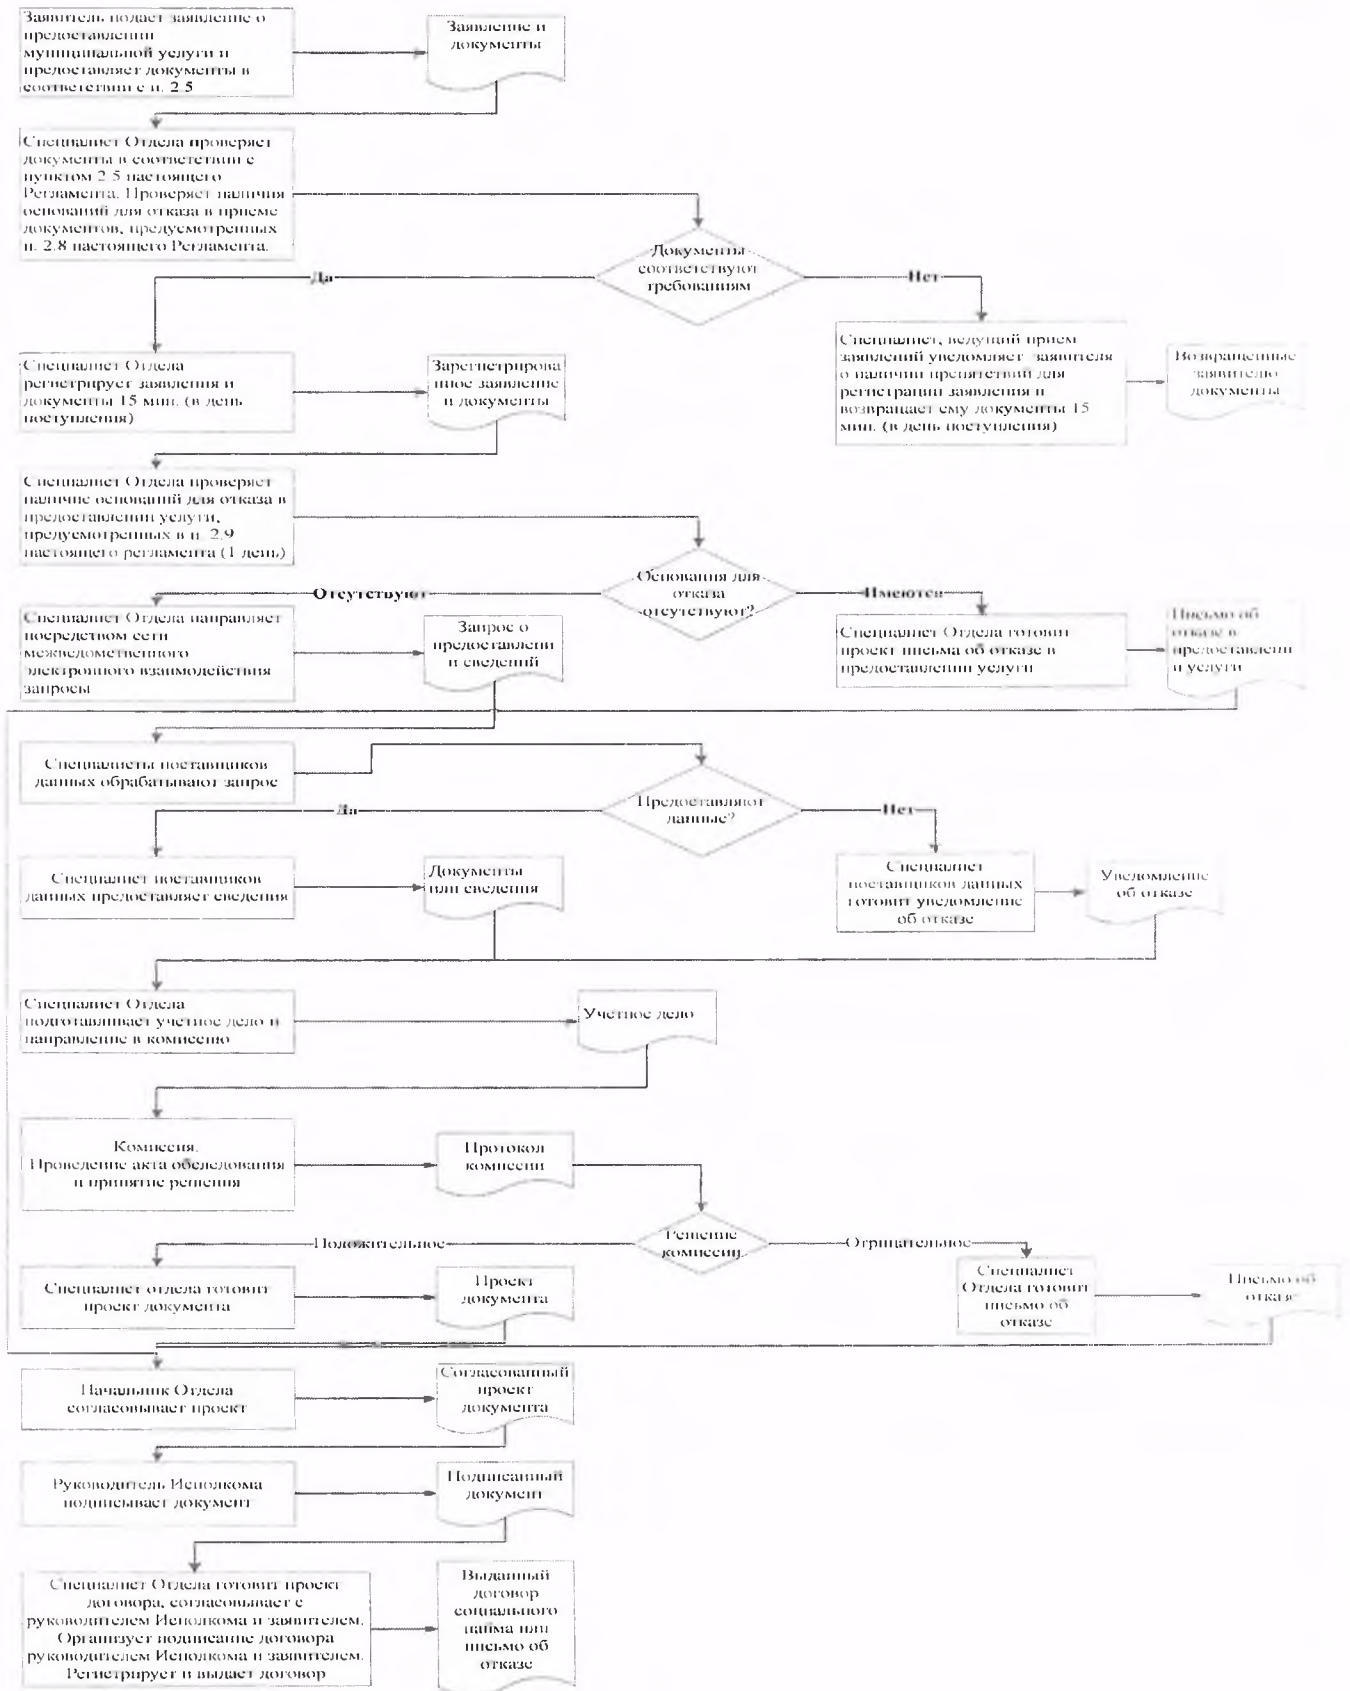 Заявитель подает заявление о
предоставлении
муниципальной услуги и
предоставляет документы в
соответствии с п. 2.5
Заявление и
документы
Специалист Отдела проверяет
документы в соответствии с
пунктом 2.5 настоящего
Регламента. Проверяет наличия
оснований для отказа в приеме
документов, предусмотренных
п. 2.8 настоящего Регламента.
Документы
соответствуют
требованиям
Да
Нет
Специалист Отдела
регистрирует заявления и
документы 15 мин. (в день
поступления)
Зарегистрирова
нное заявление
и документы
Специалист, ведущий прием
заявлений уведомляет заявителя
о наличии препятствий для
регистрации заявления и
возвращает ему документы 15
мин. (в день поступления)
Возвращенные
заявителю
документы
Специалист Отдела проверяет
наличие оснований для отказа в
предоставлении услуги,
предусмотренных в п. 2.9
настоящего регламента (1 день)
Основания для
отказа
отсутствуют?
Отсутствуют
Имеются
Специалист Отдела направляет
посредством сети
межведомственного
электронного взаимодействия
запросы
Запрос о
предоставлени
и сведений
Специалист Отдела готовит
проект письма об отказе в
предоставлении услуги
Письмо об
отказе в
предоставлени
и услуги
Специалисты поставщиков
данных обрабатывают запрос
Предоставляют
данные?
Да
Нет
Специалист поставщиков
данных предоставляет сведения
Документы
или сведения
Специалист
поставщиков данных
готовит уведомление
об отказе
Уведомление
об отказе
Специалист Отдела
подготавливает учетное дело и
направление в комиссию
Учетное дело
Комиссия.
Проведение акта обследования
и принятие решения
Протокол
комиссии
Решение
комиссии
Положительное
Отрицательное
Специалист отдела готовит
проект документа
Проект
документа
Специалист
Отдела готовит
письмо об
отказе
Письмо об
отказе
Начальник Отдела
согласовывает проект
Согласованный
проект
документа
Руководитель Исполкома
подписывает документ
Подписанный
документ
Специалист Отдела готовит проект
договора, согласовывает с
руководителем Исполкома и заявителем.
Организует подписание договора
руководителем Исполкома и заявителем.
Регистрирует и выдает договор
Выданный
договор
социального
найма или
письмо об
отказе